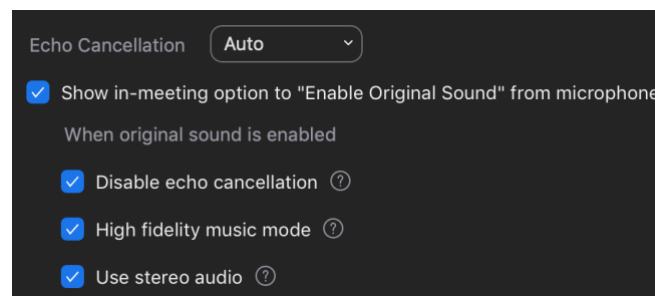 Echo Cancellation Auto
Show in-meeting option to "Enable Original Sound" from microphone
When original sound is enabled
Disable echo cancellation ?
High fidelity music mode ?
Use stereo audio ?